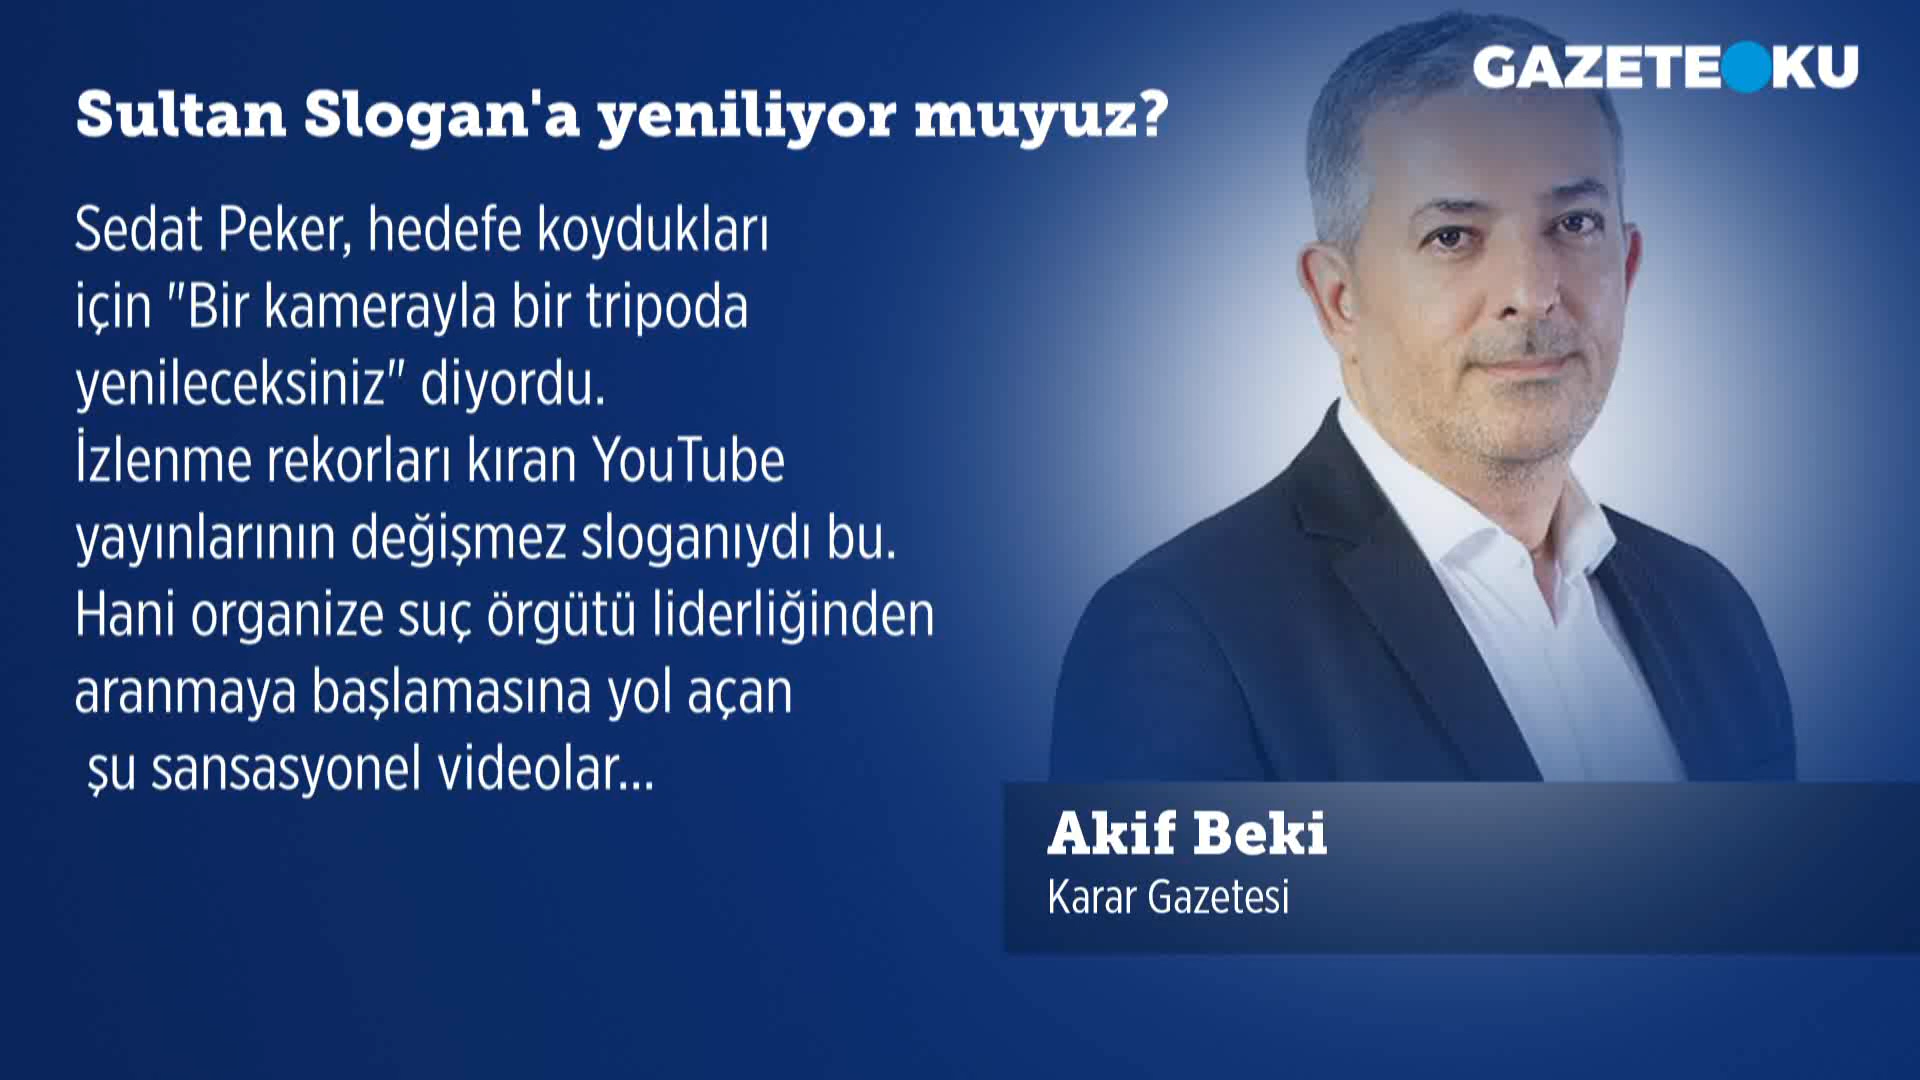 GAZETEOKU
Sultan Slogan'a yeniliyor muyuz?
Sedat Peker, hedefe koydukları
için "Bir kamerayla bir tripoda
yenileceksiniz" diyordu.
İzlenme rekorları kıran YouTube
yayınlarının değişmez sloganıydı bu.
Hani organize suç örgütü liderliğinden
aranmaya başlamasına yol açan
şu sansasyonel videolar...
Akif Beki
Karar Gazetesi